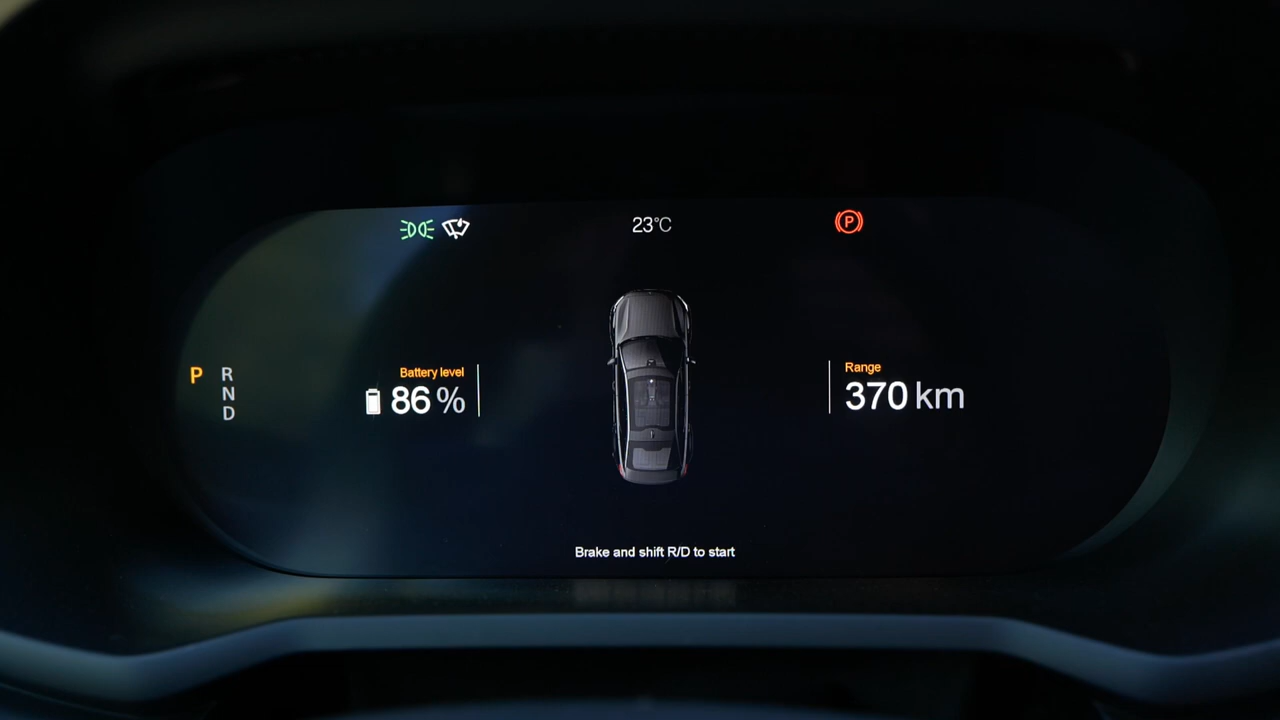 23°C
P
P R
N
D
Battery level
86 %
Range
370 km
Brake and shift R/D to start